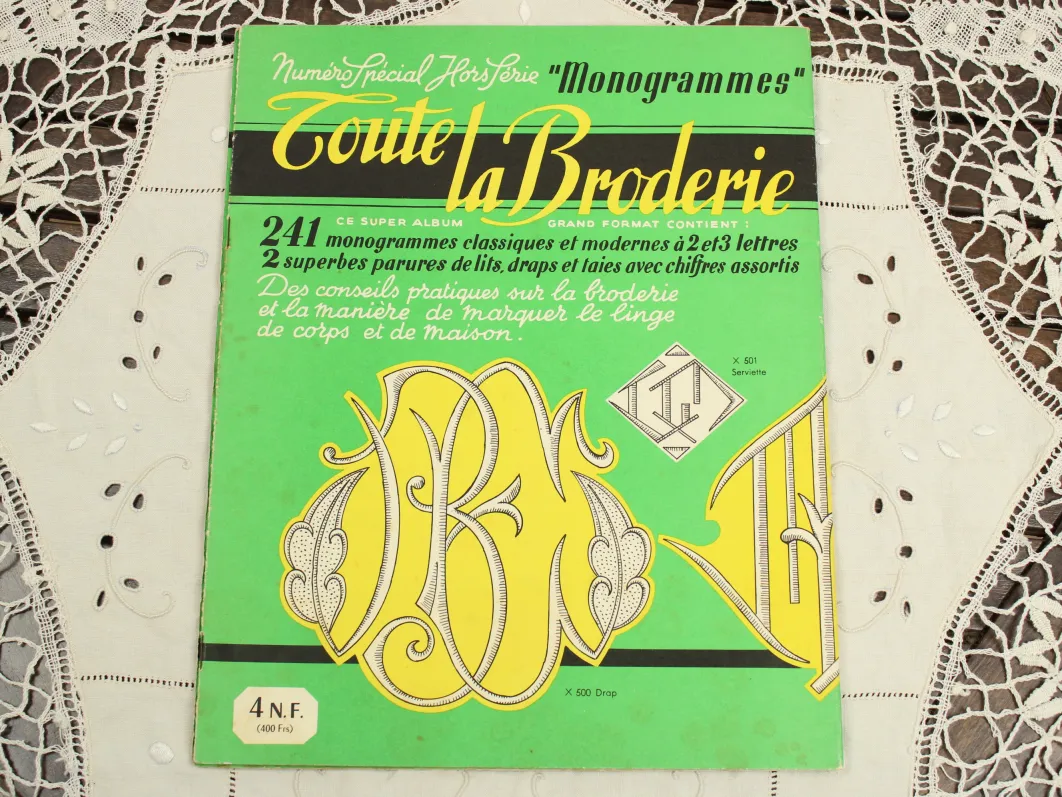 Numéro Spécial Hors Série "Monogrammes"
Toute
la Broderie
CE SUPER ALBUM GRAND FORMAT CONTIENT :
241 monogrammes classiques et modernes à 2 et 3 lettres
2 superbes parures de lits, draps et taies avec chiffres assortis
Des conseils pratiques sur la broderie
et la manière de marquer le linge
de corps et de maison.
X 501
Serviette
X 500 Drap
4 N.F.
(400 Frs)